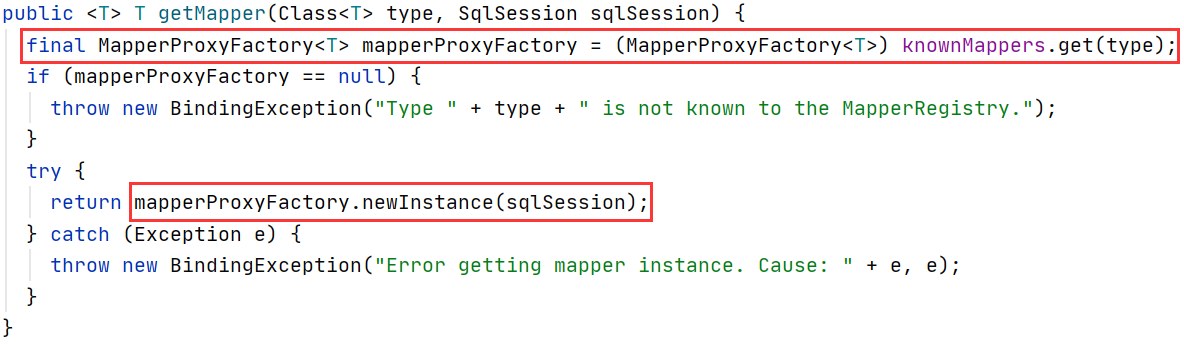 public <T> T getMapper(Class<T> type, SqlSession sqlSession) {
  final MapperProxyFactory<T> mapperProxyFactory = (MapperProxyFactory<T>) knownMappers.get(type);
  if (mapperProxyFactory == null) {
    throw new BindingException("Type " + type + " is not known to the MapperRegistry.");
  }
  try {
    return mapperProxyFactory.newInstance(sqlSession);
  } catch (Exception e) {
    throw new BindingException("Error getting mapper instance. Cause: " + e, e);
  }
}